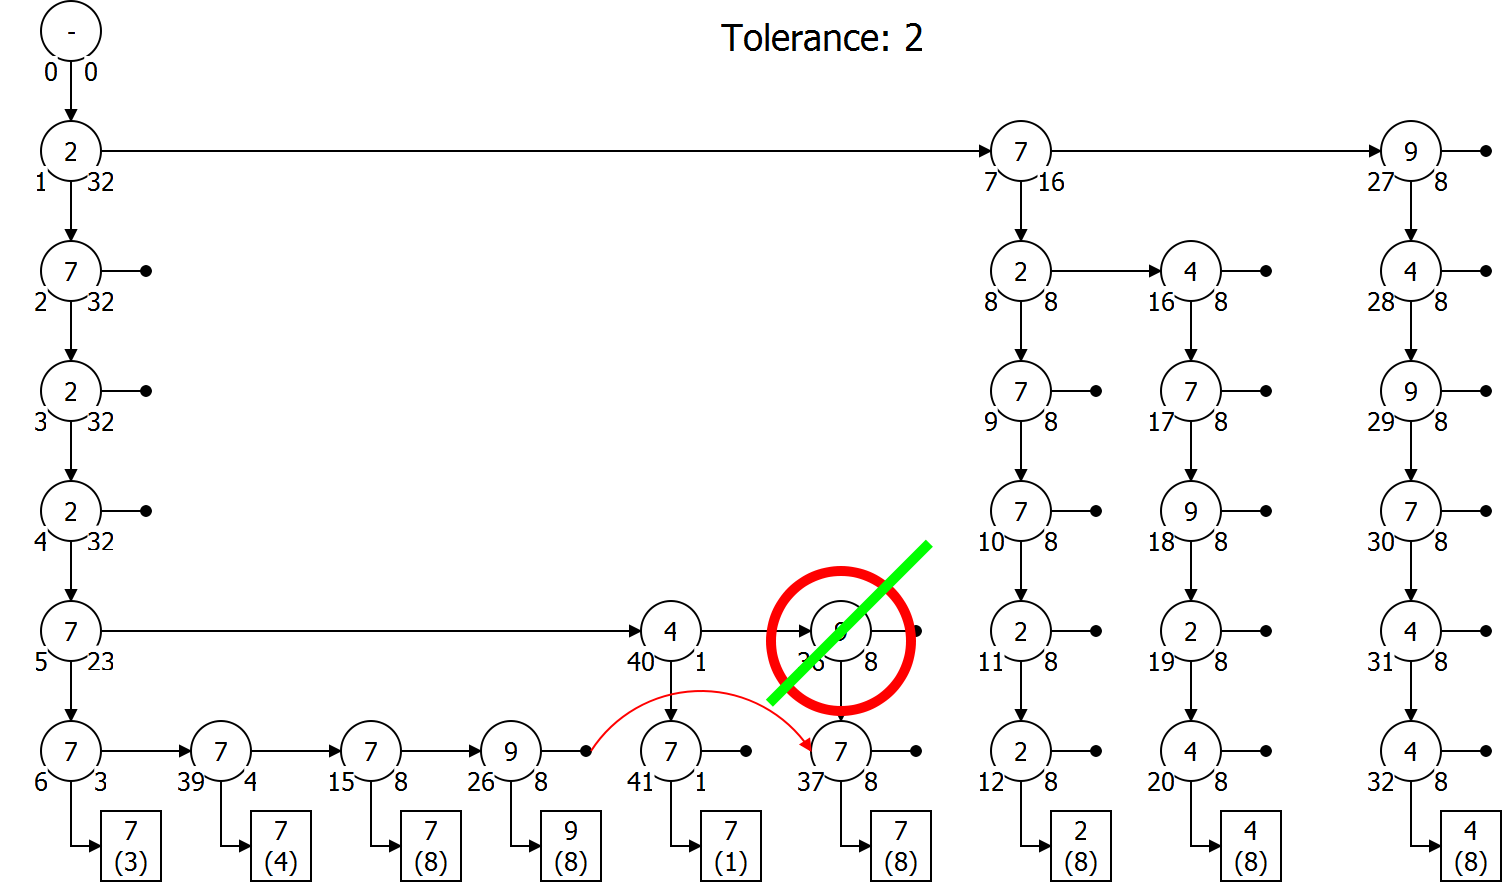 -
Tolerance: 2
0 0
2 7 9
1 32 7 16 27 8
7 2 4 4
2 32 8 8 16 8 28 8
2 7 7 9
3 32 9 8 17 8 29 8
2 7 9 7
4 32 10 8 18 8 30 8
7 4 9 2 2 4
5 23 40 1 36 8 11 8 19 8 31 8
7 7 7 9 7 7 2 4 4
6 3 39 4 15 8 26 8 41 1 37 8 12 8 20 8 32 8
7 7 7 9 7 7 2 4 4
(3) (4) (8) (8) (1) (8) (8) (8) (8)